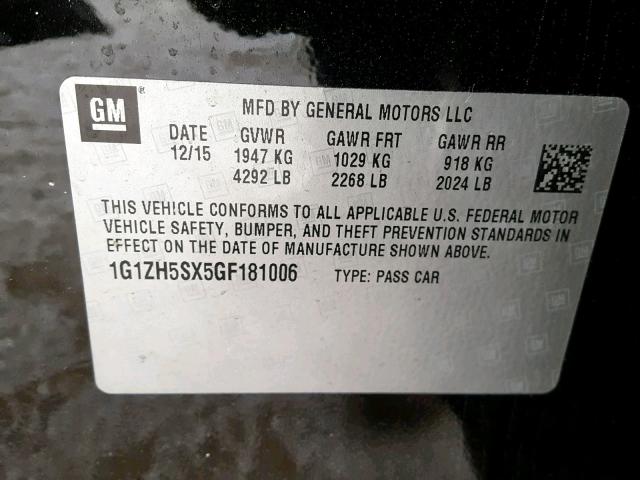 GM ®
MFD BY GENERAL MOTORS LLC
DATE GVWR GAWR FRT GAWR RR
12/15 1947 KG 1029 KG 918 KG
4292 LB 2268 LB 2024 LB
THIS VEHICLE CONFORMS TO ALL APPLICABLE U.S. FEDERAL MOTOR
VEHICLE SAFETY, BUMPER, AND THEFT PREVENTION STANDARDS IN
EFFECT ON THE DATE OF MANUFACTURE SHOWN ABOVE.
1G1ZH5SX5GF181006 TYPE: PASS CAR